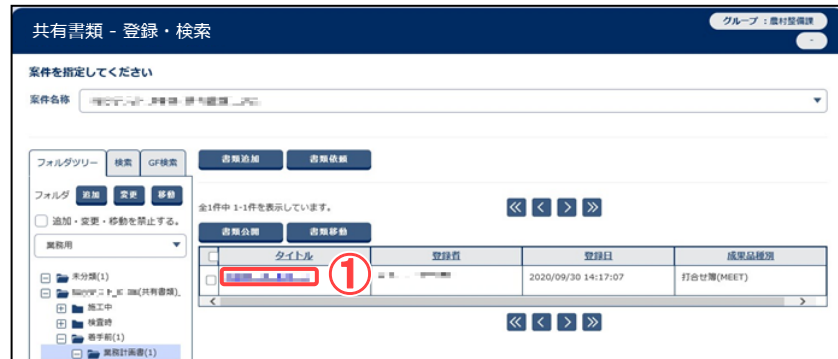 共有書類 - 登録・検索
グループ ：農村整備課
-
案件を指定してください
案件名称
フォルダツリー 検索 GF検索
書類追加 書類依頼
フォルダ 追加 変更 移動
追加・変更・移動を禁止する。
業務用
全1件中 1-1件を表示しています。
書類公開 書類移動
タイトル 登録者 登録日 成果品種別
① 2020/09/30 14:17:07 打合せ簿(MEET)
未分類(1)
(共有書類)
施工中
検査時
着手前(1)
業務計画書(1)